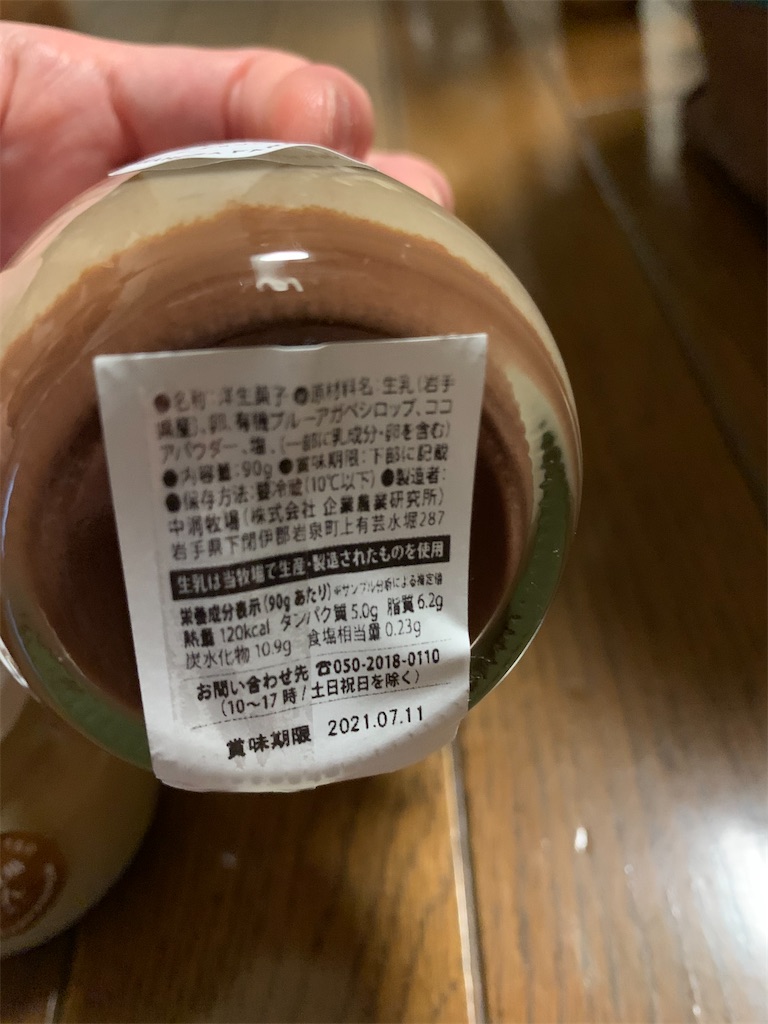 ●名称：洋生菓子●原材料名：生乳（岩手
県産）、卵、有機ブルーアガベシロップ、ココ
アパウダー、塩、（一部に乳成分・卵を含む）
●内容量：90g ●賞味期限：下部に記載
●保存方法：要冷蔵（10℃以下）●製造者：
中洞牧場（株式会社 企業農業研究所）
岩手県下閉伊郡岩泉町上有芸水堀287
生乳は当牧場で生産・製造されたものを使用
栄養成分表示（90gあたり）※サンプル分析による推定値
熱量 120kcal タンパク質 5.0g 脂質 6.2g
炭水化物 10.9g 食塩相当量 0.23g
お問い合わせ先 ☎050-2018-0110
（10～17時/土日祝日を除く）
賞味期限 2021.07.11